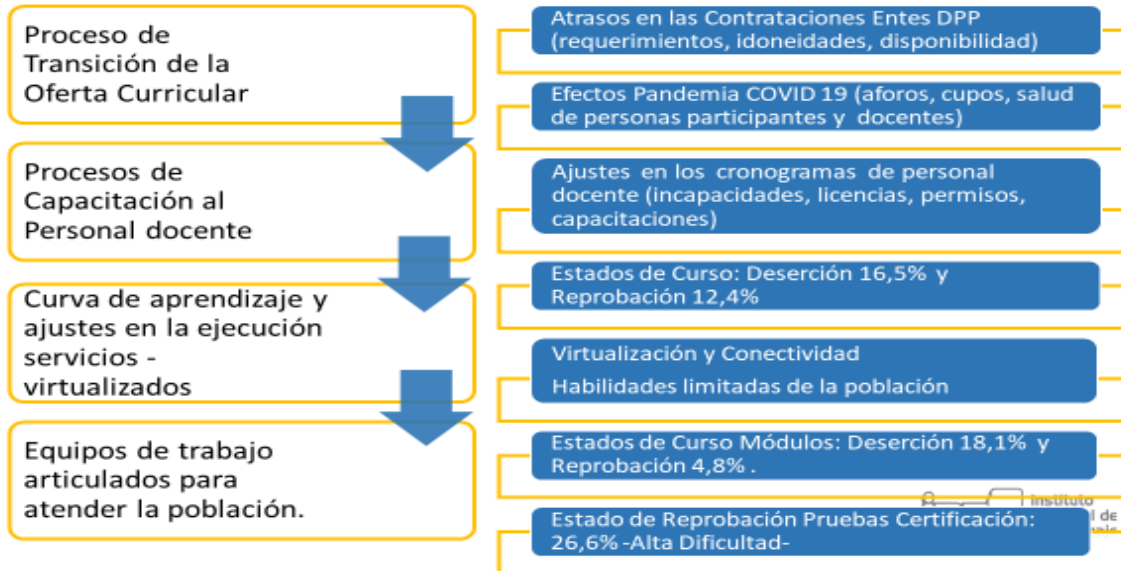 Proceso de
Transición de la
Oferta Curricular
Procesos de
Capacitación al
Personal docente
Curva de aprendizaje y
ajustes en la ejecución
servicios -
virtualizados
Equipos de trabajo
articulados para
atender la población.
Atrasos en las Contrataciones Entes DPP
(requerimientos, idoneidades, disponibilidad)
Efectos Pandemia COVID 19 (aforos, cupos, salud
de personas participantes y docentes)
Ajustes en los cronogramas de personal
docente (incapacidades, licencias, permisos,
capacitaciones)
Estados de Curso: Deserción 16,5% y
Reprobación 12,4%
Virtualización y Conectividad
Habilidades limitadas de la población
Estados de Curso Módulos: Deserción 18,1% y
Reprobación 4,8% .
Instituto
de
Estado de Reprobación Pruebas Certificación:
26,6% -Alta Dificultad-